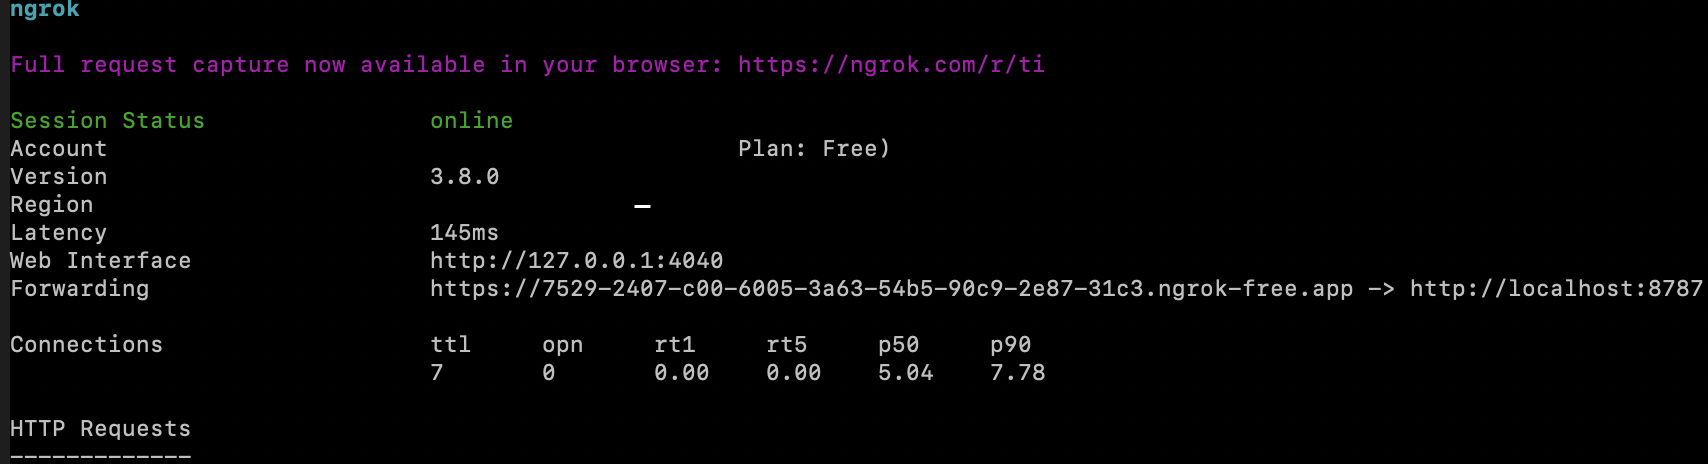 ngrok
Full request capture now available in your browser: https://ngrok.com/r/ti
Session Status online
Account Plan: Free)
Version 3.8.0
Region
Latency 145ms
Web Interface http://127.0.0.1:4040
Forwarding https://7529-2407-c00-6005-3a63-54b5-90c9-2e87-31c3.ngrok-free.app -> http://localhost:8787
Connections ttl opn rt1 rt5 p50 p90
7 0 0.00 0.00 5.04 7.78
HTTP Requests
-------------